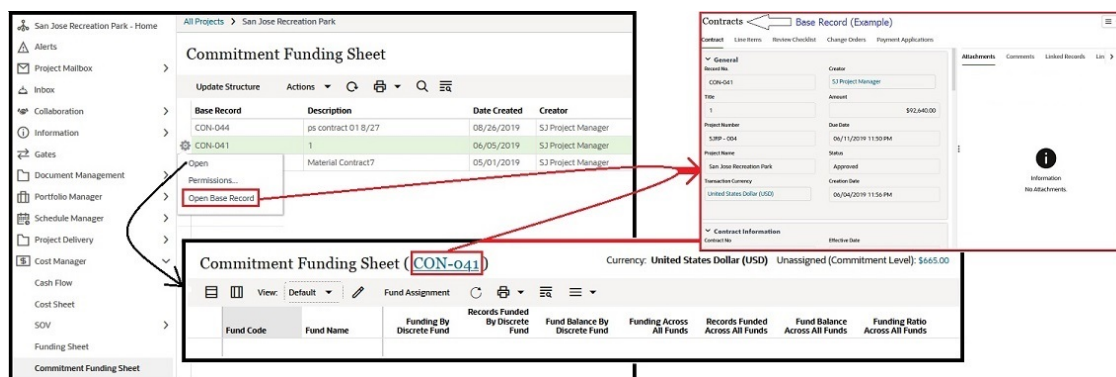 San Jose Recreation Park - Home
Alerts
Project Mailbox
Inbox
Collaboration
Information
Gates
Document Management
Portfolio Manager
Schedule Manager
Project Delivery
Cost Manager
Cash Flow
Cost Sheet
SOV
Funding Sheet
Commitment Funding Sheet
All Projects > San Jose Recreation Park
Commitment Funding Sheet
Update Structure Actions
Base Record Description Date Created Creator
CON-044 ps contract 01 8/27 08/26/2019 SJ Project Manager
CON-041 1 06/05/2019 SJ Project Manager
Material Contract7 05/01/2019 SJ Project Manager
Open
Permissions...
Open Base Record
Commitment Funding Sheet ( CON-041 )
Currency: United States Dollar (USD) Unassigned (Commitment Level): $665.00
View: Default Fund Assignment
Fund Code Fund Name Funding By Discrete Fund Records Funded By Discrete Fund Fund Balance By Discrete Fund Funding Across All Funds Records Funded Across All Funds Fund Balance Across All Funds Funding Ratio Across All Funds
Contracts Base Record (Example)
Contract Line Items Review Checklist Change Orders Payment Applications
General
Record No. Creator
CON-041 SJ Project Manager
Title Amount
1 $92,640.00
Project Number Due Date
SJRP - 004 06/11/2019 11:50 PM
Project Name Status
San Jose Recreation Park Approved
Transaction Currency Creation Date
United States Dollar (USD) 06/04/2019 11:56 PM
Contract Information
Contract No Effective Date
Attachments Comments Linked Records Lin >
Information
No Attachments.